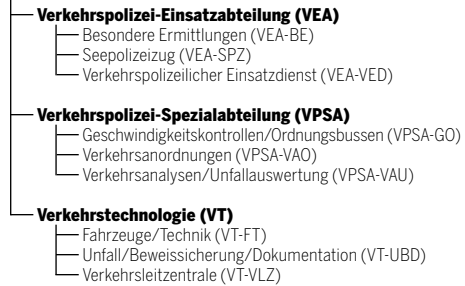 Verkehrspolizei-Einsatzabteilung (VEA)
Besondere Ermittlungen (VEA-BE)
Seepolizeizug (VEA-SPZ)
Verkehrspolizeilicher Einsatzdienst (VEA-VED)
Verkehrspolizei-Spezialabteilung (VPSA)
Geschwindigkeitskontrollen/Ordnungsbussen (VPSA-GO)
Verkehrsanordnungen (VPSA-VAO)
Verkehrsanalysen/Unfallauswertung (VPSA-VAU)
Verkehrstechnologie (VT)
Fahrzeuge/Technik (VT-FT)
Unfall/Beweissicherung/Dokumentation (VT-UBD)
Verkehrsleitzentrale (VT-VLZ)